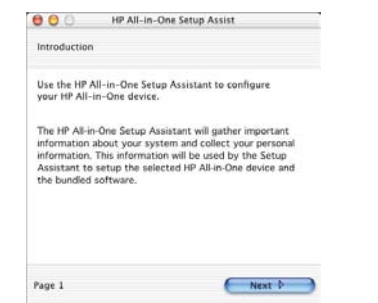 HP All-in-One Setup Assist
Introduction
Use the HP All-in-One Setup Assistant to configure
your HP All-in-One device.
The HP All-in-One Setup Assistant will gather important
information about your system and collect your personal
information. This information will be used by the Setup
Assistant to setup the selected HP All-in-One device and
the bundled software.
Page 1
Next